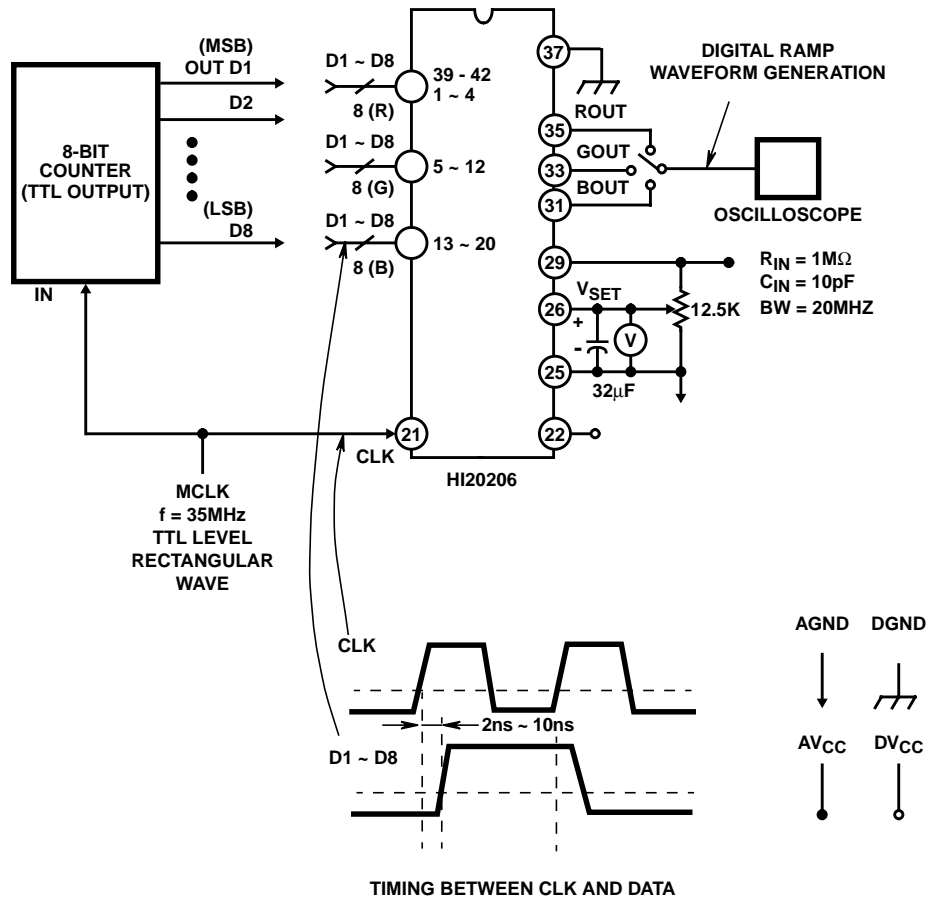 (MSB)
OUT D1
D2
8-BIT
COUNTER
(TTL OUTPUT)
(LSB)
D8
IN
D1 ~ D8
8 (R)
D1 ~ D8
8 (G)
D1 ~ D8
8 (B)
39 - 42
1 ~ 4
5 ~ 12
13 ~ 20
21
CLK
HI20206
37
ROUT
35
GOUT
33
BOUT
31
29
VSET
26
+
-
V
12.5K
25
32μF
22
DIGITAL RAMP
WAVEFORM GENERATION
OSCILLOSCOPE
RIN = 1MΩ
CIN = 10pF
BW = 20MHZ
MCLK
f = 35MHz
TTL LEVEL
RECTANGULAR
WAVE
CLK
2ns ~ 10ns
D1 ~ D8
AGND DGND
AVCC DVCC
TIMING BETWEEN CLK AND DATA